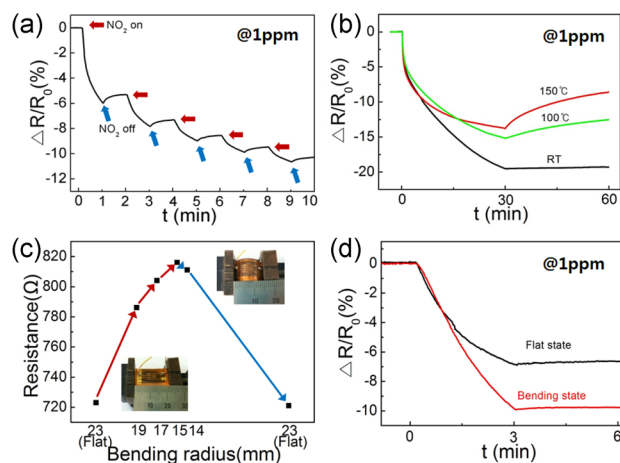 (a)
NO2 on
@1ppm
NO2 off
△R/R0(%)
0
-2
-4
-6
-8
-10
-12
0 1 2 3 4 5 6 7 8 9 10
t (min)
(b)
@1ppm
150℃
100℃
RT
△R/R0(%)
0
-5
-10
-15
-20
0 30 60
t (min)
(c)
Resistance(Ω)
820
800
780
760
740
720
23 19 17 15 14 23
(Flat) (Flat)
Bending radius(mm)
(d)
@1ppm
Flat state
Bending state
△R/R0(%)
0
-2
-4
-6
-8
-10
0 3 6
t (min)